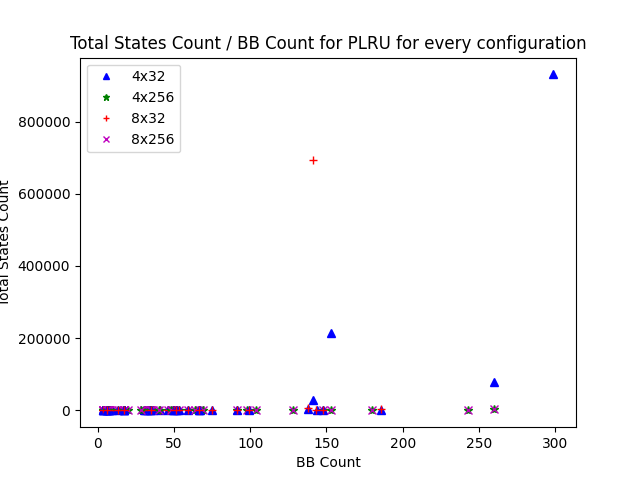 Total States Count / BB Count for PLRU for every configuration
4x32
4x256
8x32
8x256
800000
600000
400000
200000
0
Total States Count
0 50 100 150 200 250 300
BB Count